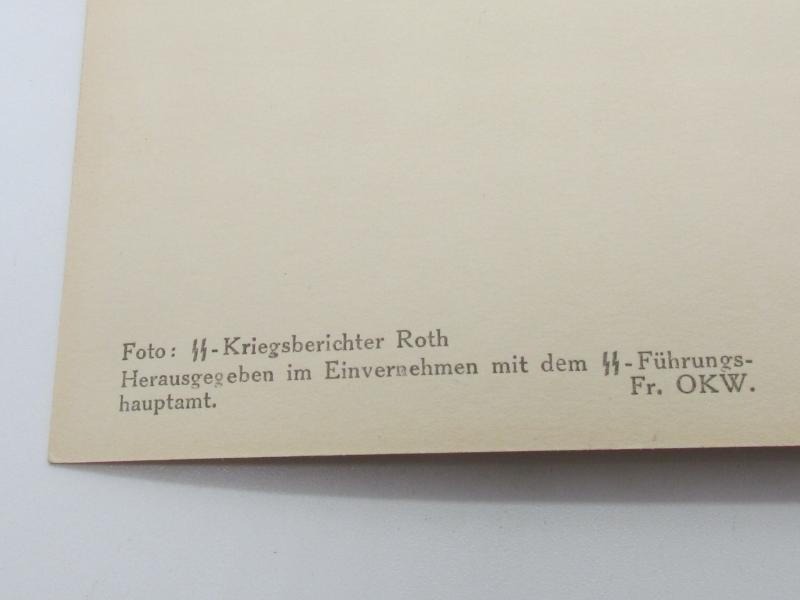 Foto: ᛋᛋ-Kriegsberichter Roth
Herausgegeben im Einvernehmen mit dem ᛋᛋ-Führungs-
hauptamt. Fr. OKW.